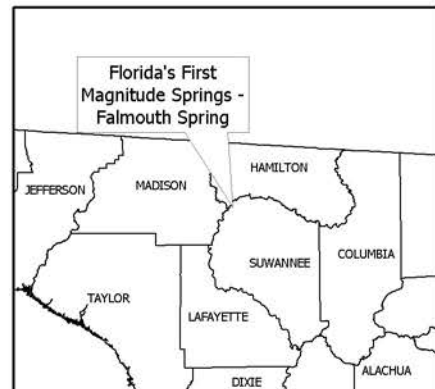 Florida's First
Magnitude Springs -
Falmouth Spring
HAMILTON
JEFFERSON
MADISON
COLUMBIA
SUWANNEE
TAYLOR
LAFAYETTE
ALACHUA
DIXIE